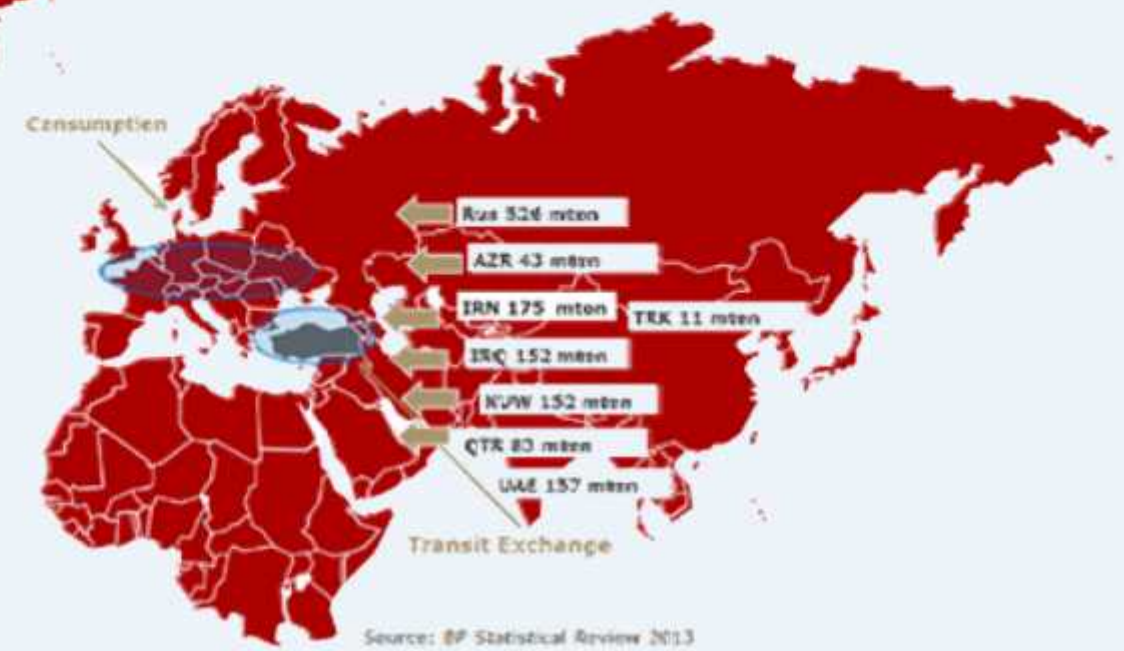 Consumption
Rus 526 mton
AZR 43 mton
IRN 175 mton
TRK 11 mton
IRQ 152 mton
KUW 152 mton
QTR 83 mton
UAE 157 mton
Transit Exchange
Source: BP Statistical Review 2013